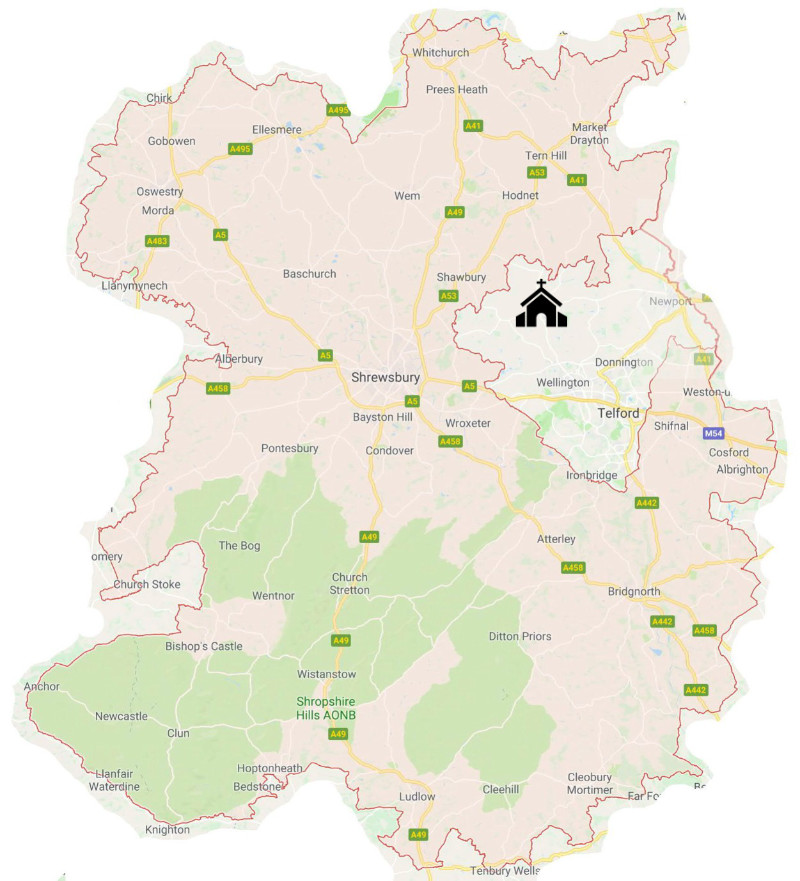 M
Whitchurch
Prees Heath
Chirk
A495
Ellesmere
A41
Market
Drayton
Gobowen
A495
Tern Hill
A53
A41
Oswestry
Wem
Hodnet
Morda
A49
A5
A483
Baschurch
Shawbury
Llanymynech
A53
Newport
Alberbury
A5
Donnington
A41
Shrewsbury
Wellington
A458
A5
Weston-u
A5
Bayston Hill
Wroxeter
Telford
Shifnal
M54
A458
Pontesbury
Condover
Cosford
Albrighton
Ironbridge
A442
A49
Atterley
The Bog
omery
A458
Church Stoke
Church
Stretton
Wentnor
Bridgnorth
A442
A458
Ditton Priors
A49
Bishop's Castle
Wistanstow
Anchor
A442
Shropshire
Hills AONB
Newcastle
Clun
A49
Hoptonheath
Llanfair
Waterdine
Bedstone
Cleobury
Mortimer
Ludlow
Cleehill
Far Fo
Be
Knighton
A49
Tenbury Wells